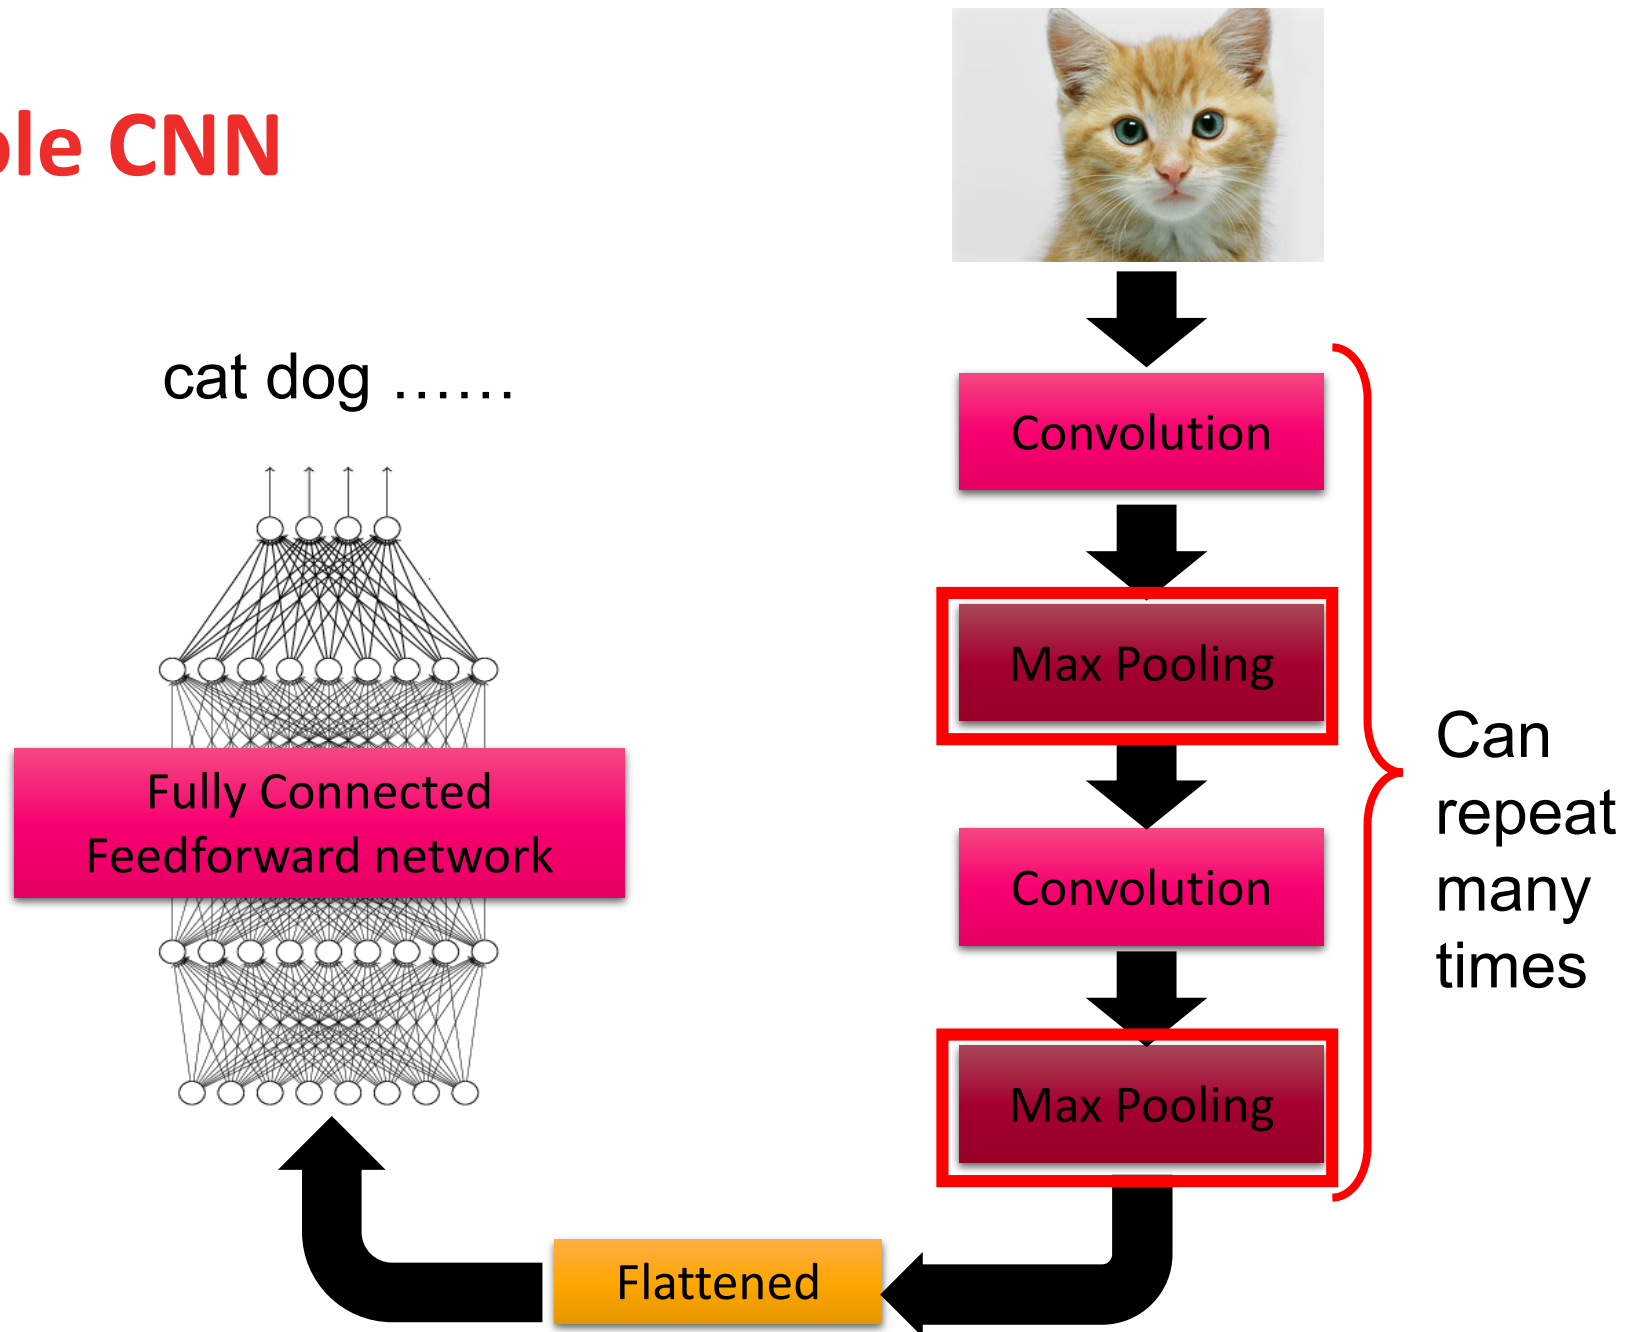 ple CNN
cat dog ……
Convolution
Max Pooling
Convolution
Max Pooling
Can
repeat
many
times
Fully Connected
Feedforward network
Flattened